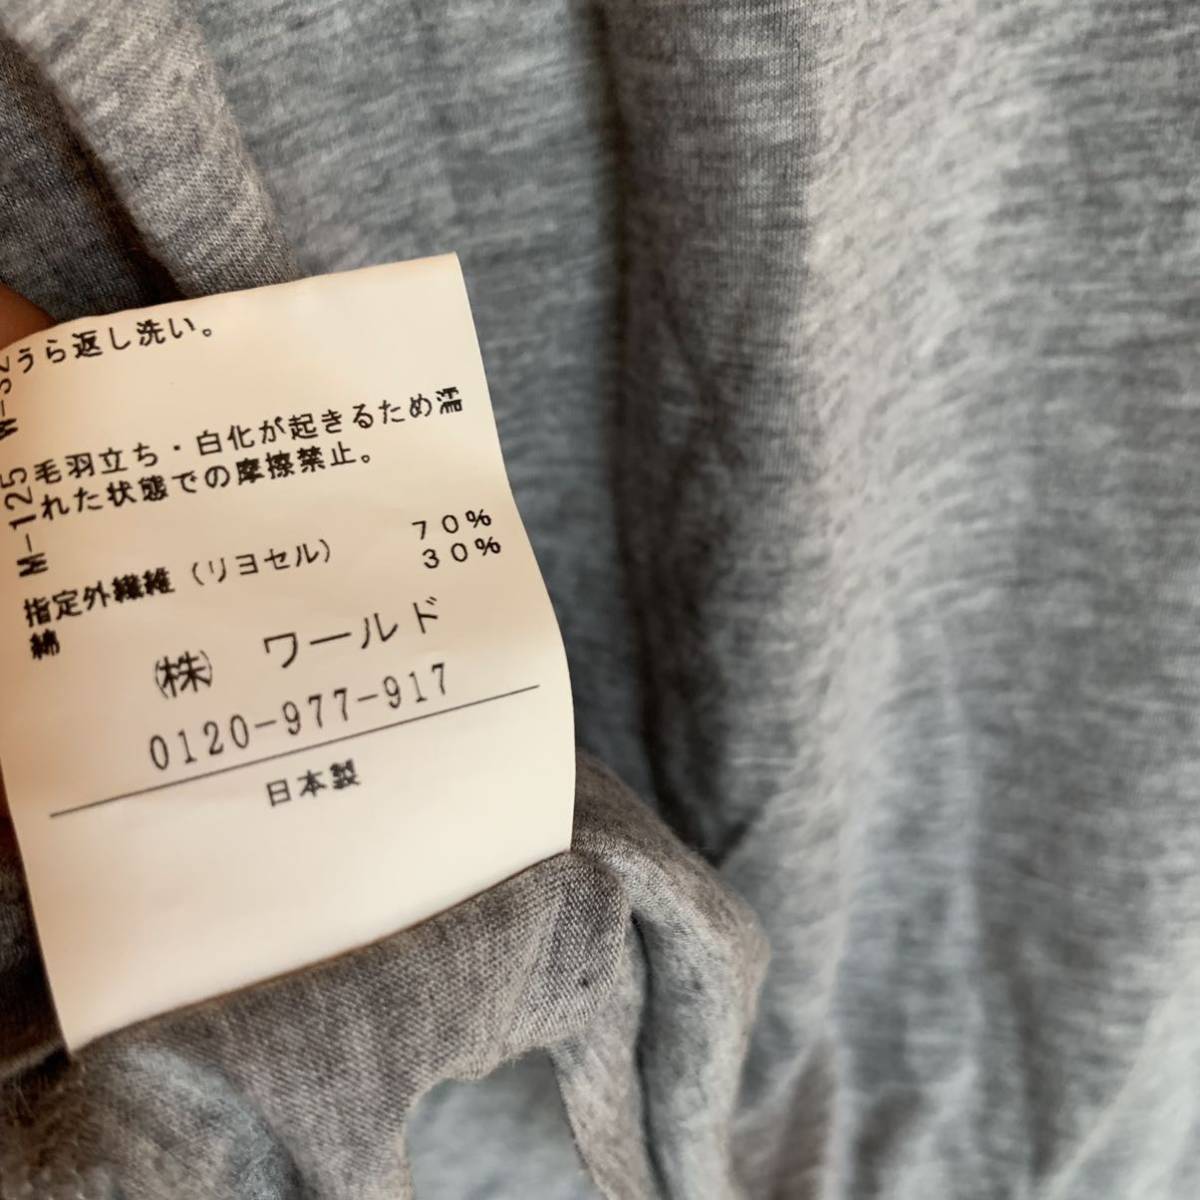 うら返し洗い。
M-125 毛羽立ち・白化が起きるため濡
れた状態での摩擦禁止。
指定外繊維（リヨセル） 70%
綿 30%
㈱ ワールド
0120-977-917
日本製